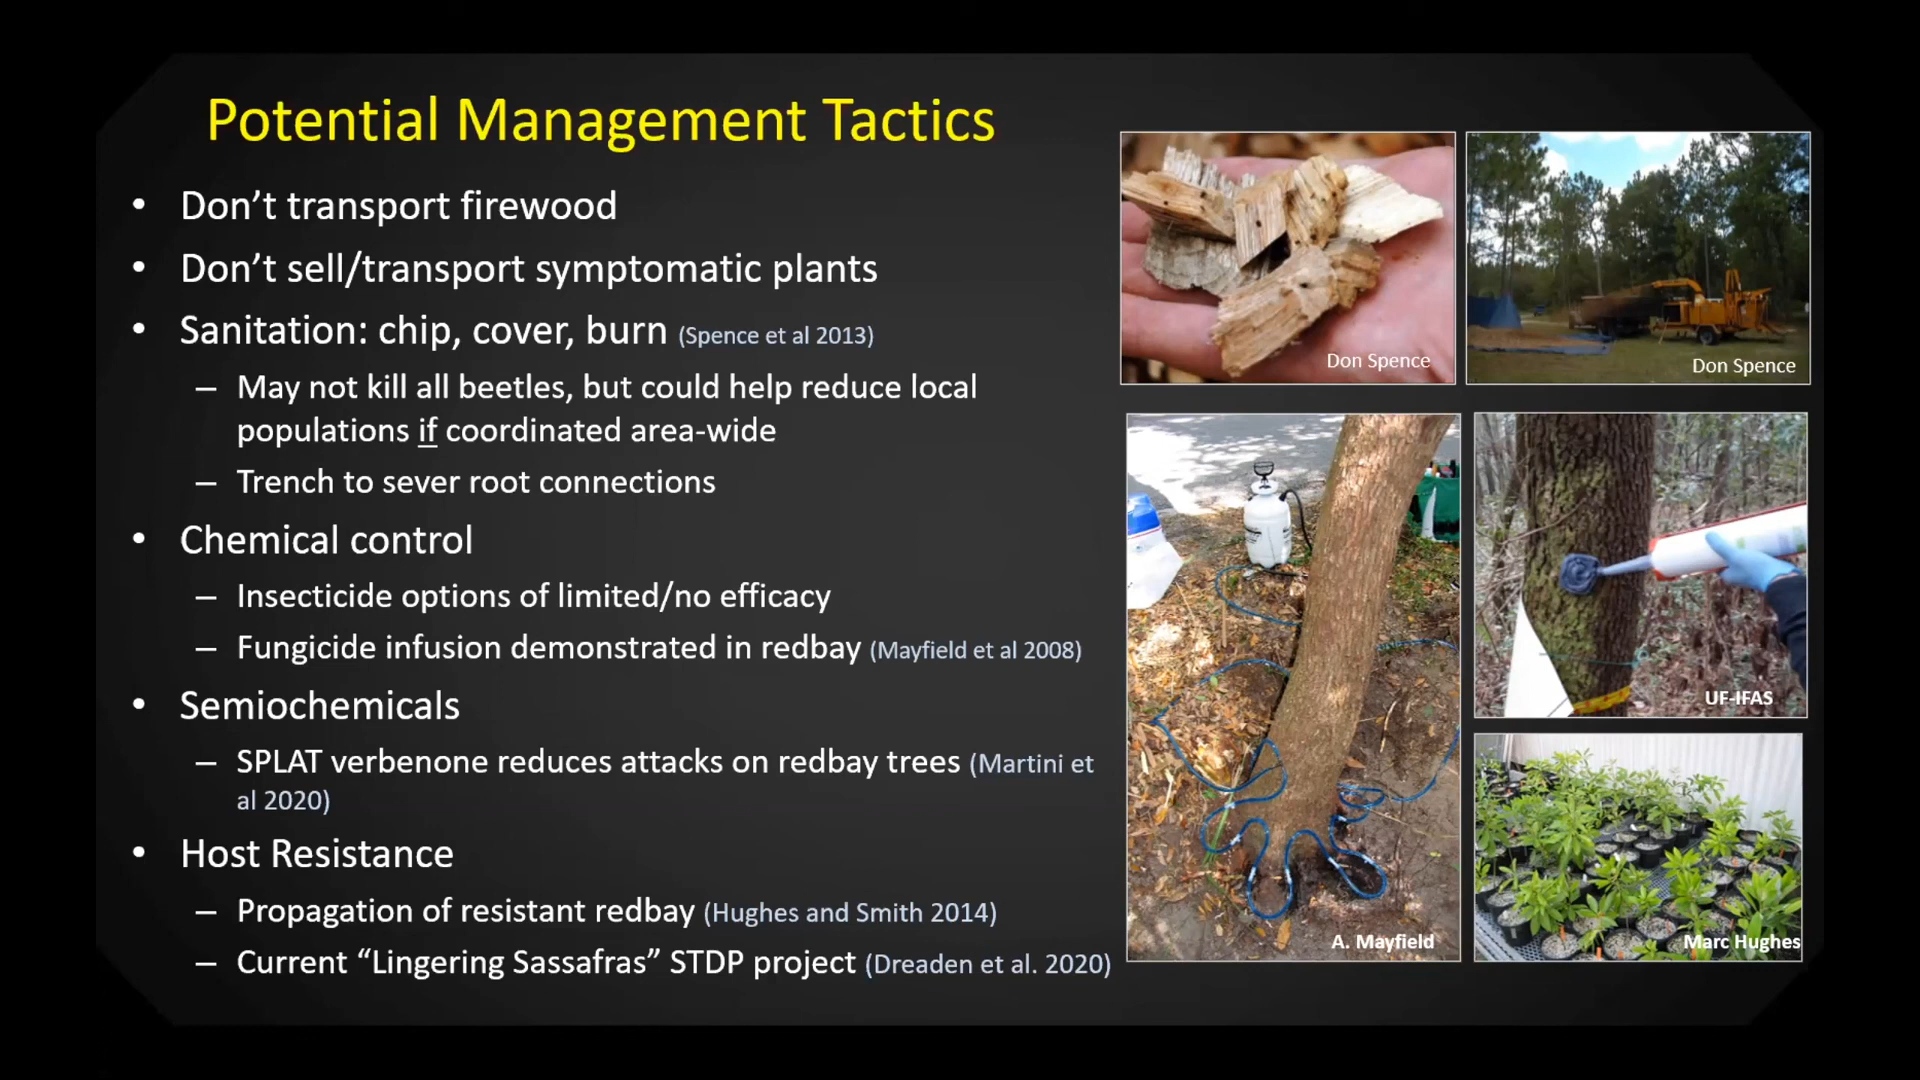 Potential Management Tactics
• Don’t transport firewood
• Don’t sell/transport symptomatic plants
• Sanitation: chip, cover, burn (Spence et al 2013)
– May not kill all beetles, but could help reduce local
populations if coordinated area-wide
– Trench to sever root connections
• Chemical control
– Insecticide options of limited/no efficacy
– Fungicide infusion demonstrated in redbay (Mayfield et al 2008)
• Semiochemicals
– SPLAT verbenone reduces attacks on redbay trees (Martini et
al 2020)
• Host Resistance
– Propagation of resistant redbay (Hughes and Smith 2014)
– Current “Lingering Sassafras” STDP project (Dreaden et al. 2020)
Don Spence
Don Spence
A. Mayfield
UF-IFAS
Marc Hughes